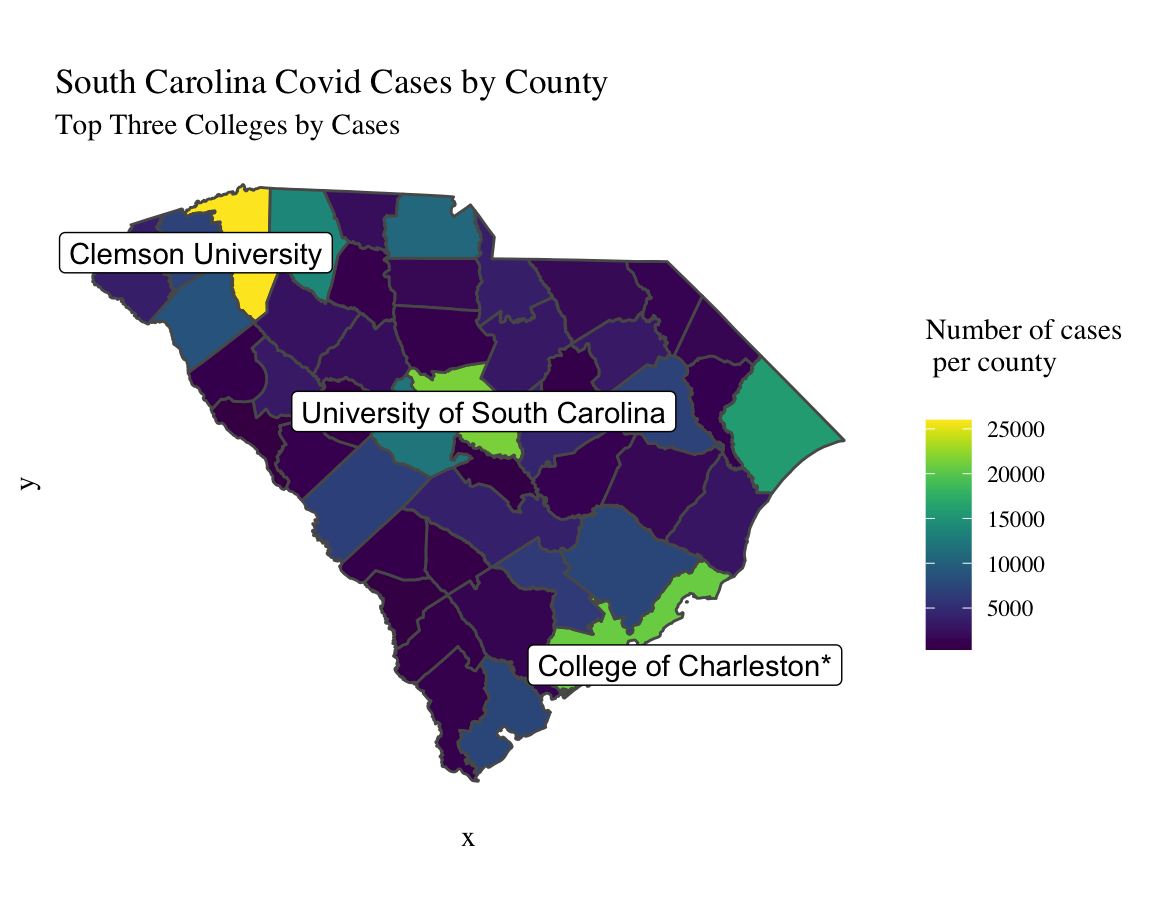 South Carolina Covid Cases by County
Top Three Colleges by Cases
Clemson University
University of South Carolina
College of Charleston*
y
x
Number of cases
per county
25000
20000
15000
10000
5000